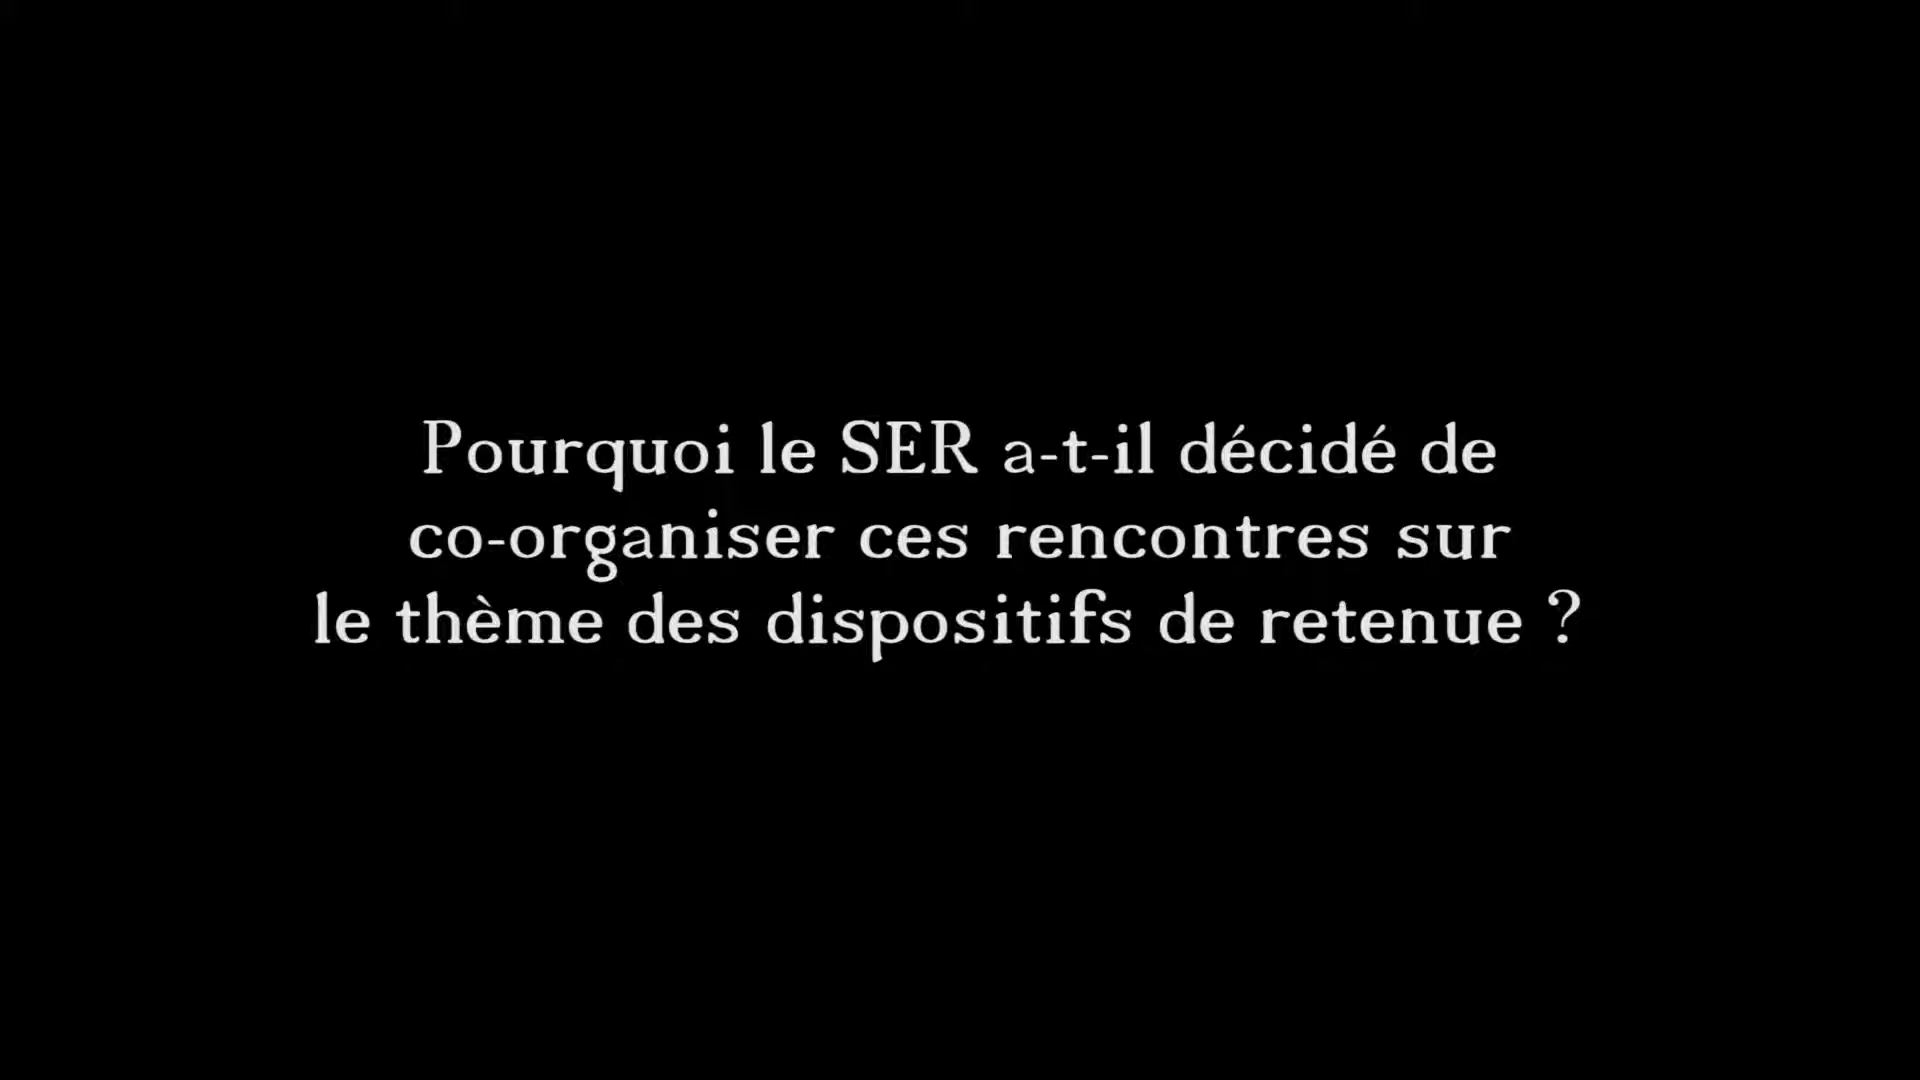 Pourquoi le SER a-t-il décidé de
co-organiser ces rencontres sur
le thème des dispositifs de retenue ?